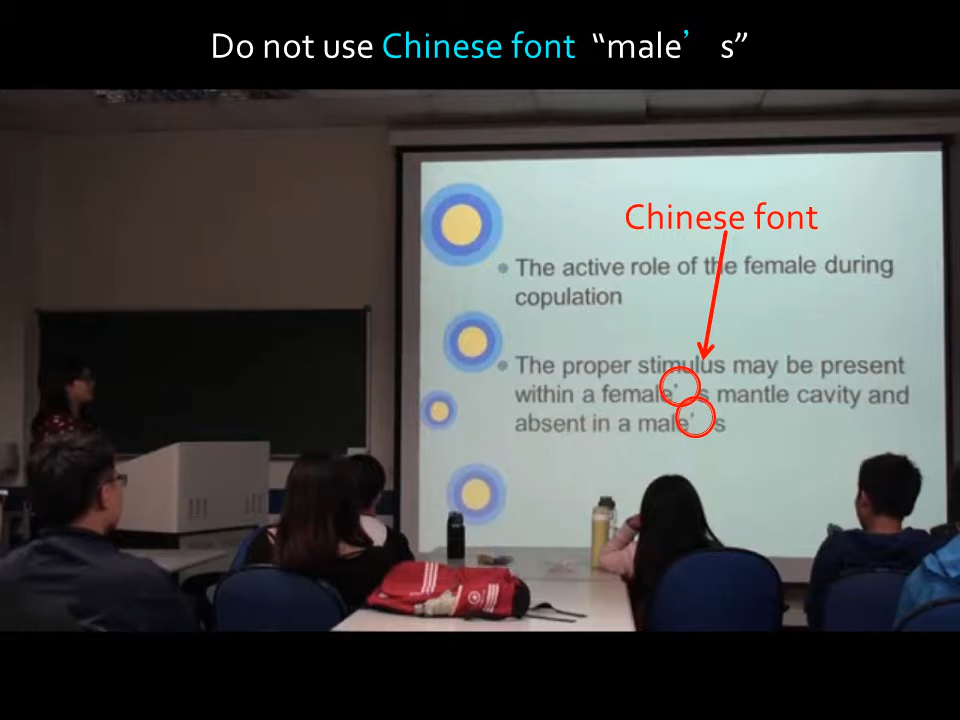 Do not use Chinese font “male’ s”
Chinese font
• The active role of the female during
copulation
• The proper stimulus may be present
within a female’ s mantle cavity and
absent in a male’ s